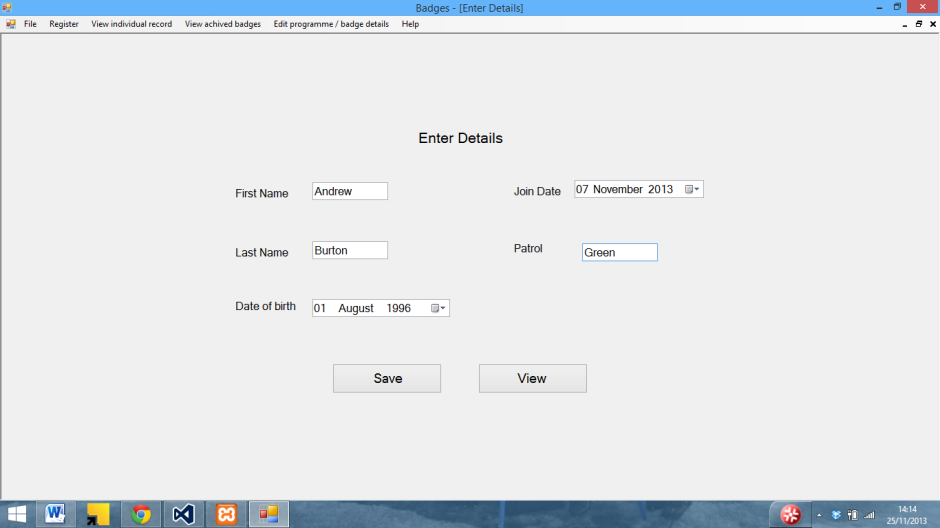 Badges - [Enter Details]
File Register View individual record View achived badges Edit programme / badge details Help
Enter Details
First Name Andrew Join Date 07 November 2013
Last Name Burton Patrol Green
Date of birth 01 August 1996
Save View
14:14
25/11/2013